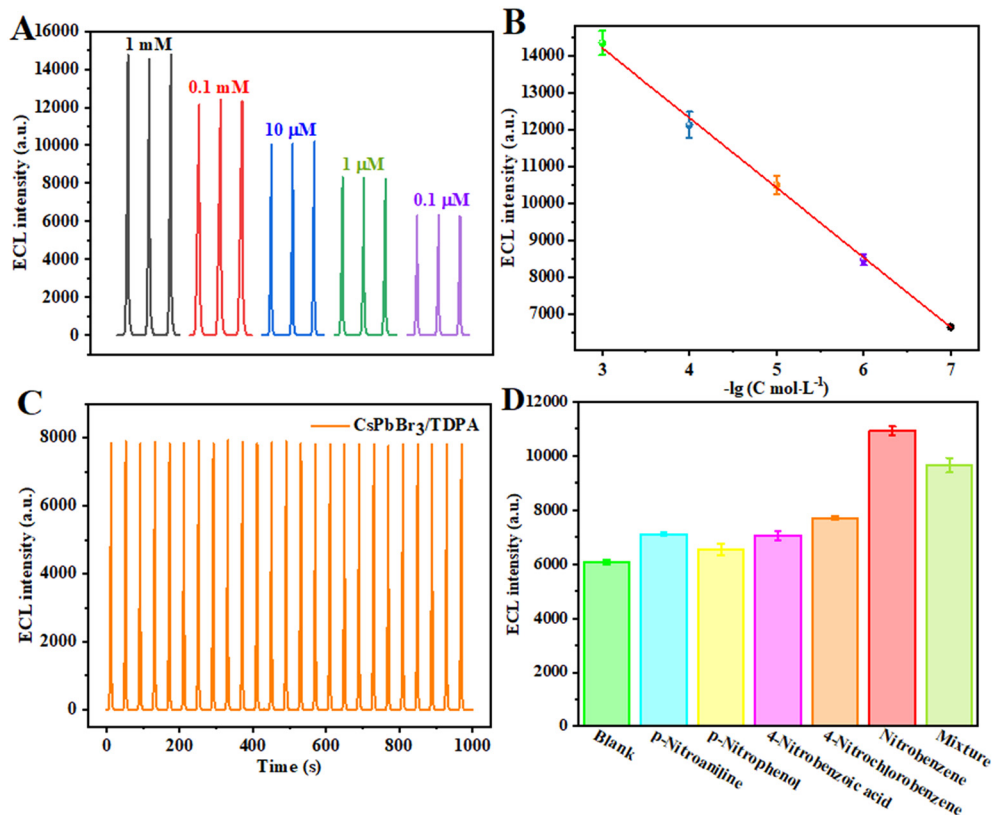 A
16000
14000
12000
10000
8000
6000
4000
2000
0
ECL intensity (a.u.)
1 mM
0.1 mM
10 μM
1 μM
0.1 μM
B
14000
13000
12000
11000
10000
9000
8000
7000
ECL intensity (a.u.)
3 4 5 6 7
-lg (C mol·L⁻¹)
C
8000
6000
4000
2000
0
ECL intensity (a.u.)
CsPbBr₃/TDPA
0 200 400 600 800 1000
Time (s)
D
12000
10000
8000
6000
4000
2000
0
ECL intensity (a.u.)
Blank
p-Nitroaniline
p-Nitrophenol
4-Nitrobenzoic acid
4-Nitrochlorobenzene
Nitrobenzene
Mixture